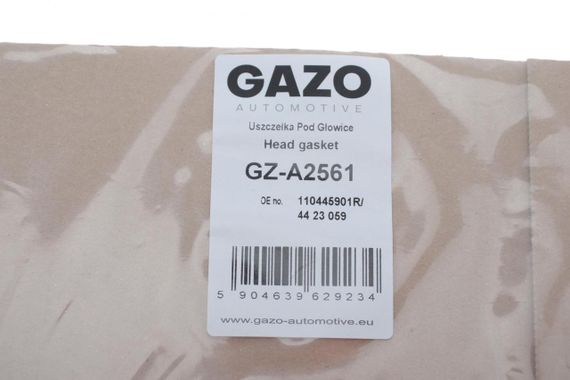 GAZO
AUTOMOTIVE
Uszczelka Pod Głowice
Head gasket
GZ-A2561
OE no. 110445901R/
44 23 059
5 904639 629234
www.gazo-automotive.eu